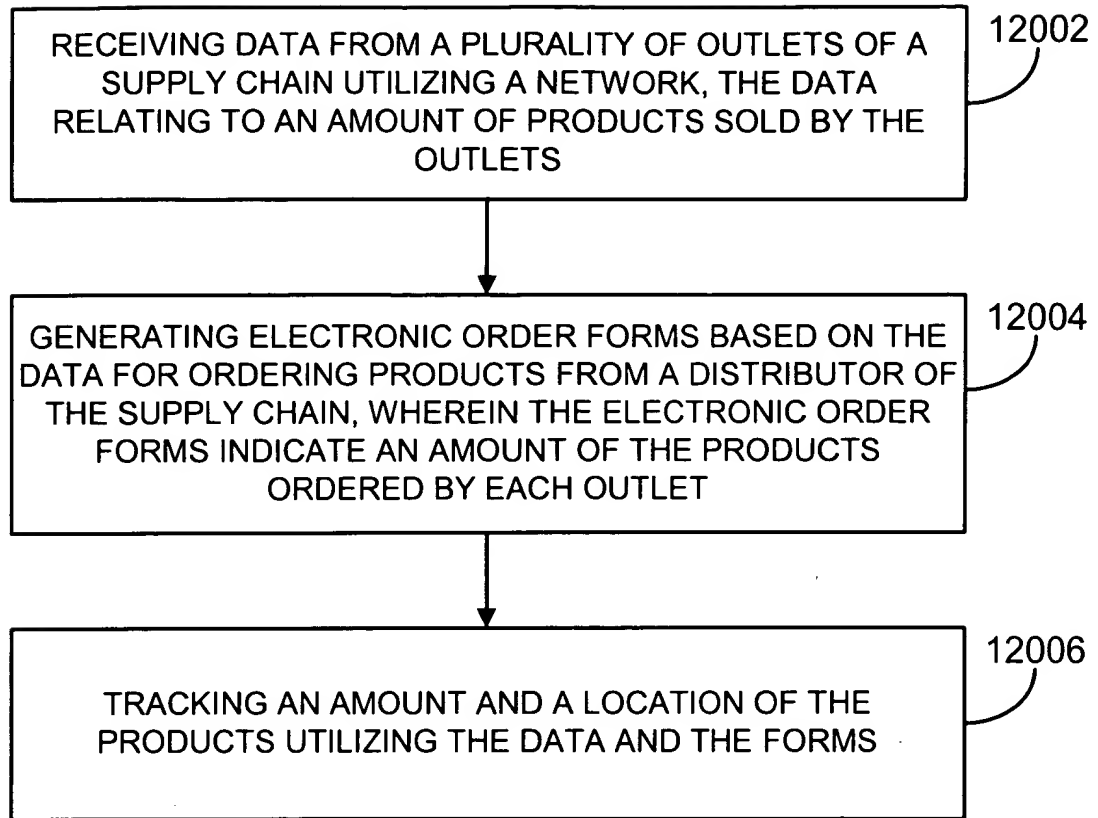 RECEIVING DATA FROM A PLURALITY OF OUTLETS OF A
SUPPLY CHAIN UTILIZING A NETWORK, THE DATA
RELATING TO AN AMOUNT OF PRODUCTS SOLD BY THE
OUTLETS
12002
GENERATING ELECTRONIC ORDER FORMS BASED ON THE
DATA FOR ORDERING PRODUCTS FROM A DISTRIBUTOR OF
THE SUPPLY CHAIN, WHEREIN THE ELECTRONIC ORDER
FORMS INDICATE AN AMOUNT OF THE PRODUCTS
ORDERED BY EACH OUTLET
12004
TRACKING AN AMOUNT AND A LOCATION OF THE
PRODUCTS UTILIZING THE DATA AND THE FORMS
12006